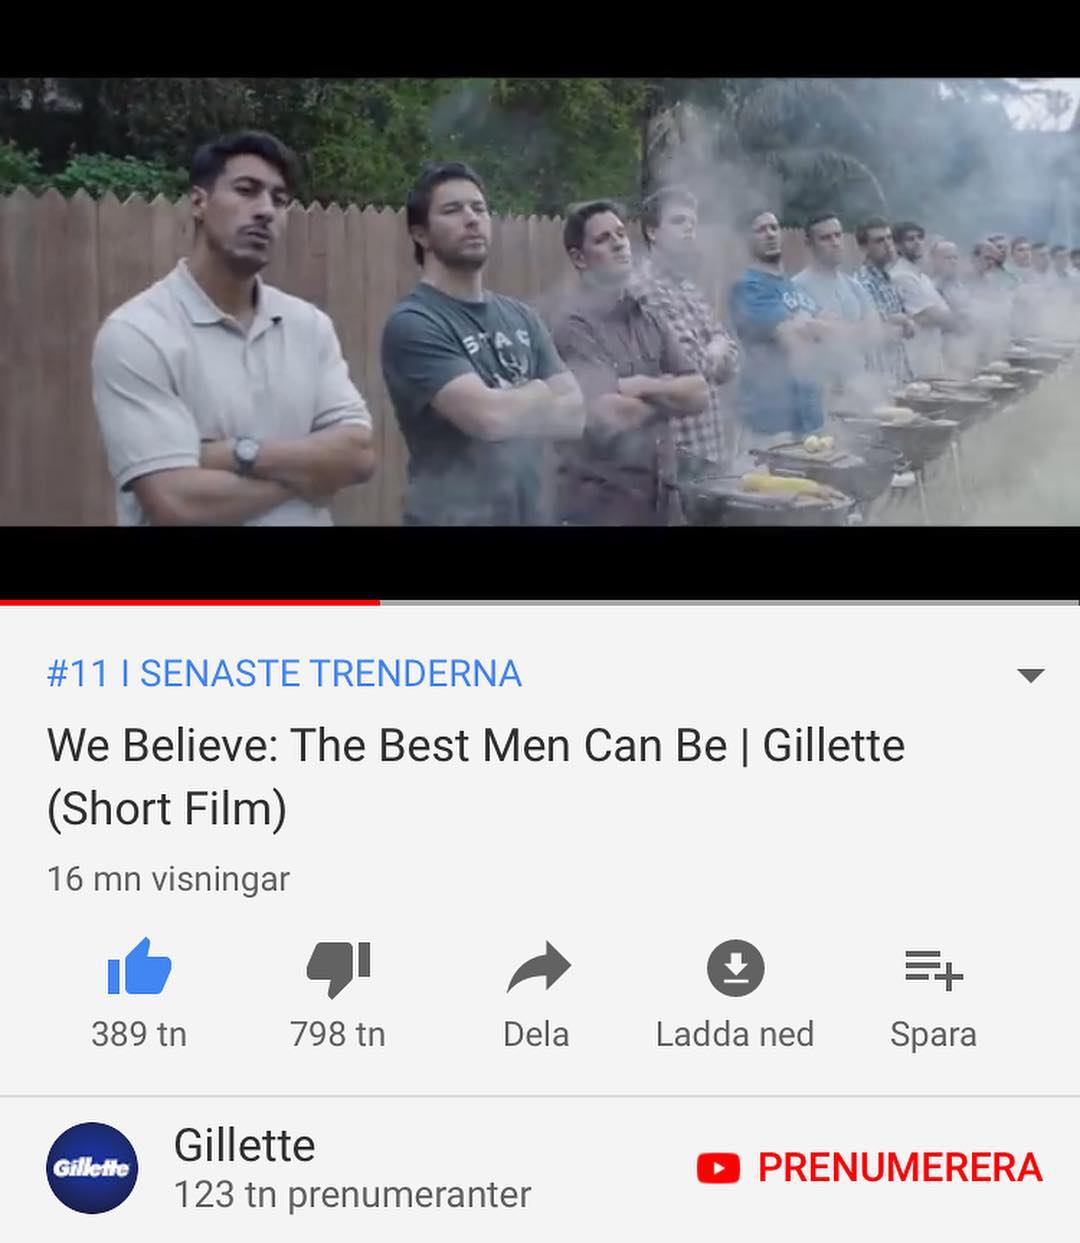 #11 I SENASTE TRENDERNA
We Believe: The Best Men Can Be | Gillette
(Short Film)
16 mn visningar
389 tn
798 tn
Dela
Ladda ned
Spara
Gillette
Gillette
123 tn prenumeranter
PRENUMERERA